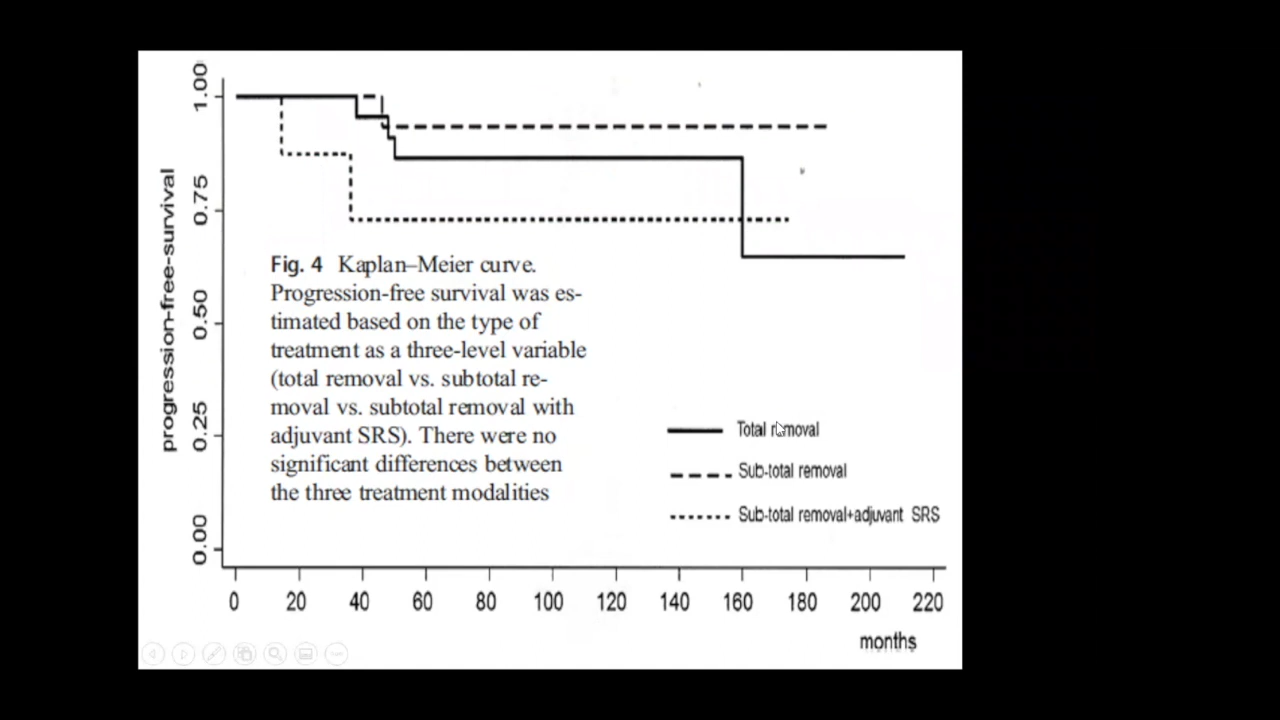 1.00
0.75
0.50
0.25
0.00
progression-free-survival
Fig. 4 Kaplan–Meier curve.
Progression-free survival was es-
timated based on the type of
treatment as a three-level variable
(total removal vs. subtotal re-
moval vs. subtotal removal with
adjuvant SRS). There were no
significant differences between
the three treatment modalities
Total removal
Sub-total removal
Sub-total removal+adjuvant SRS
0 20 40 60 80 100 120 140 160 180 200 220
months